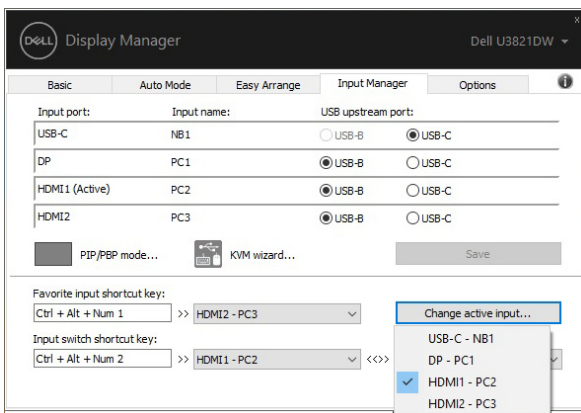 DELL Display Manager Dell U3821DW
Basic Auto Mode Easy Arrange Input Manager Options
Input port: Input name: USB upstream port:
USB-C NB1 USB-B USB-C
DP PC1 USB-B USB-C
HDMI1 (Active) PC2 USB-B USB-C
HDMI2 PC3 USB-B USB-C
PIP/PBP mode... KVM wizard... Save
Favorite input shortcut key:
Ctrl + Alt + Num 1 >> HDMI2 - PC3 Change active input...
Input switch shortcut key:
Ctrl + Alt + Num 2 >> HDMI1 - PC2 <<>>
USB-C - NB1
DP - PC1
HDMI1 - PC2
HDMI2 - PC3